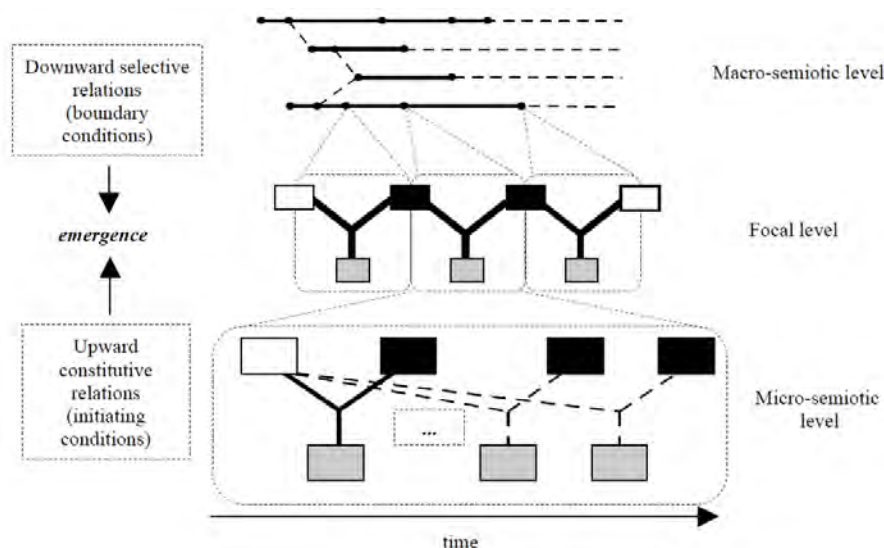 Downward selective
relations
(boundary
conditions)
emergence
Upward
constitutive
relations
(initiating
conditions)
Macro-semiotic level
Focal level
Micro-semiotic
level
...
time